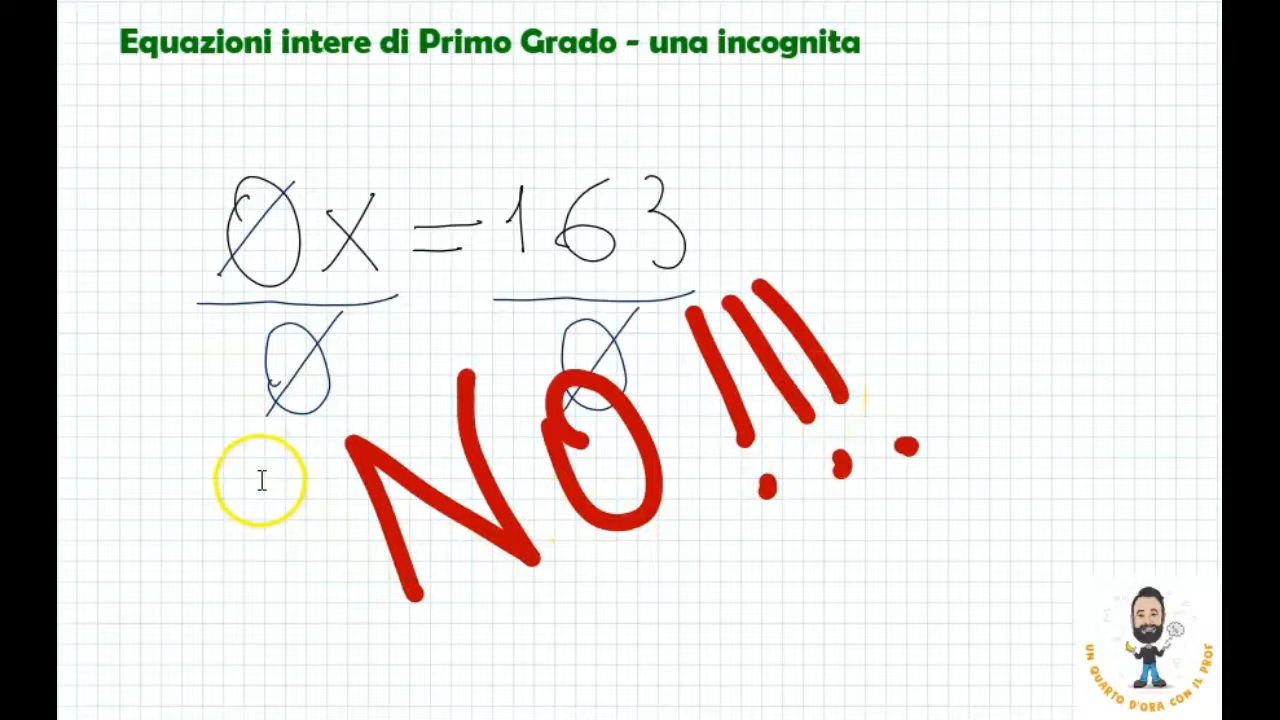 Equazioni intere di Primo Grado - una incognita
0x = 163
0 0
NO!!!
UN QUARTO D'ORA CON IL PROF